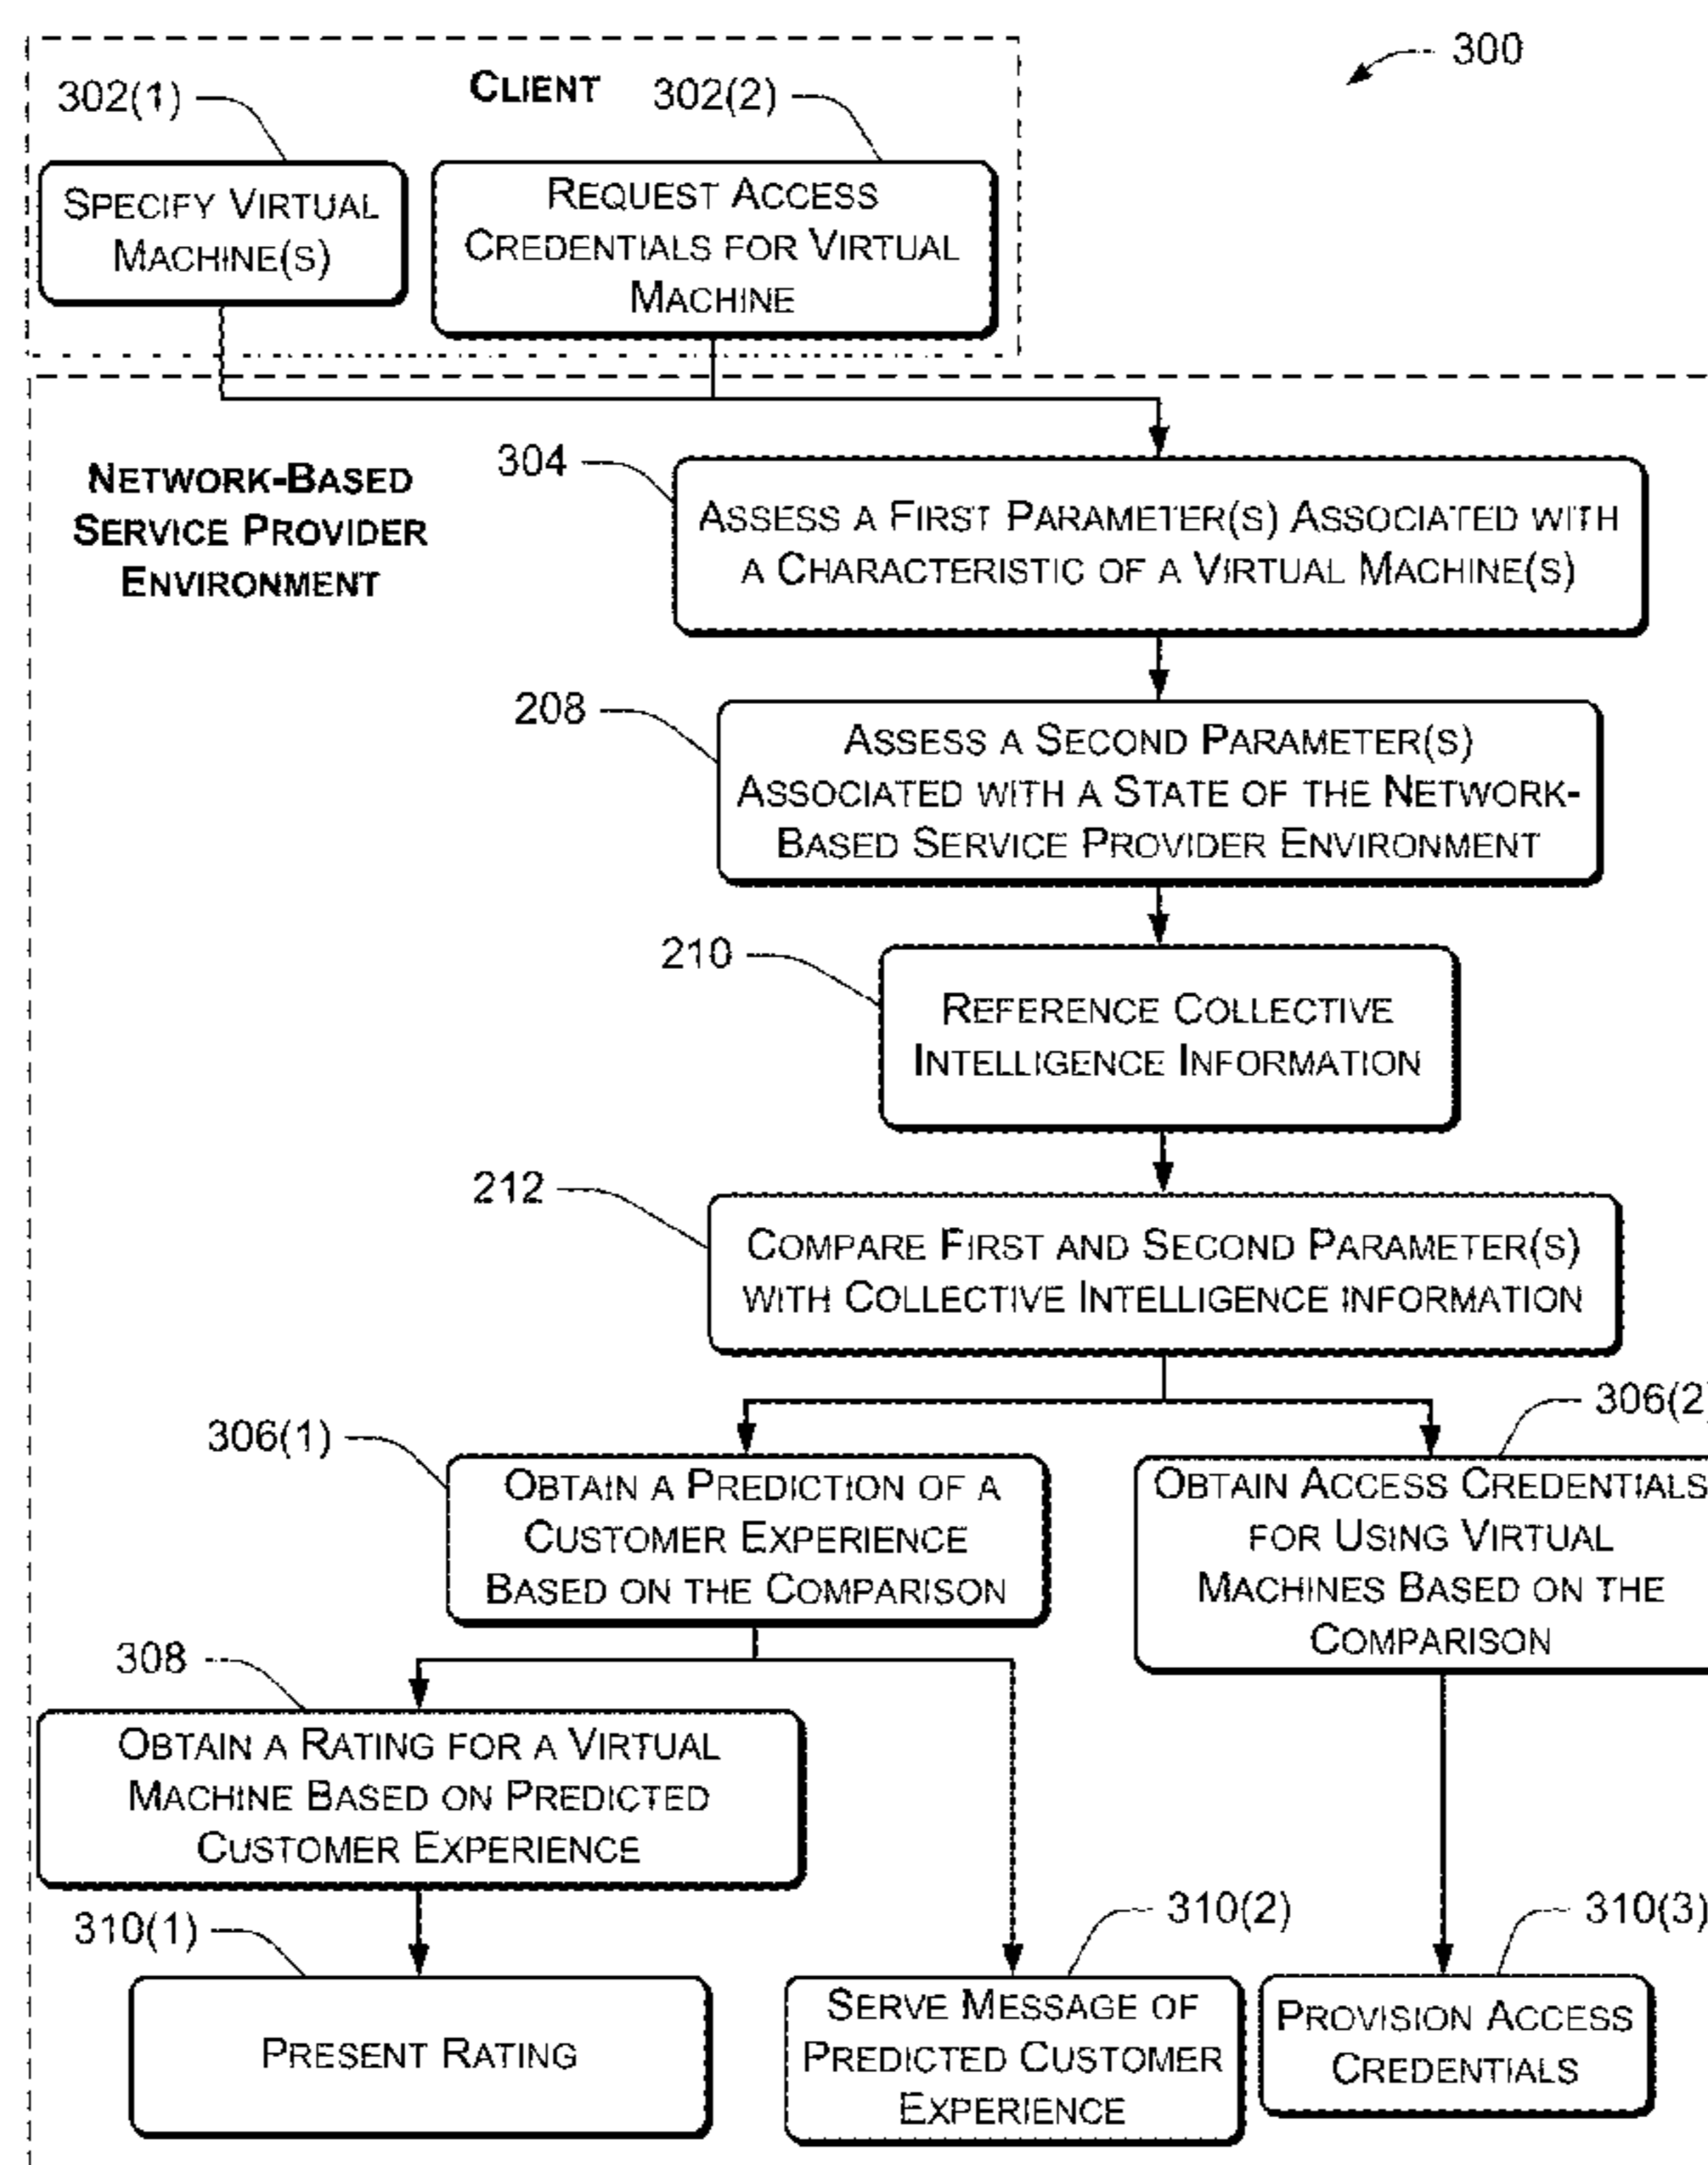 300
CLIENT
302(1)
302(2)
SPECIFY VIRTUAL
MACHINE(S)
REQUEST ACCESS
CREDENTIALS FOR VIRTUAL
MACHINE
NETWORK-BASED
SERVICE PROVIDER
ENVIRONMENT
304
ASSESS A FIRST PARAMETER(S) ASSOCIATED WITH
A CHARACTERISTIC OF A VIRTUAL MACHINE(S)
208
ASSESS A SECOND PARAMETER(S)
ASSOCIATED WITH A STATE OF THE NETWORK-
BASED SERVICE PROVIDER ENVIRONMENT
210
REFERENCE COLLECTIVE
INTELLIGENCE INFORMATION
212
COMPARE FIRST AND SECOND PARAMETER(S)
WITH COLLECTIVE INTELLIGENCE INFORMATION
306(1)
OBTAIN A PREDICTION OF A
CUSTOMER EXPERIENCE
BASED ON THE COMPARISON
306(2)
OBTAIN ACCESS CREDENTIALS
FOR USING VIRTUAL
MACHINES BASED ON THE
COMPARISON
308
OBTAIN A RATING FOR A VIRTUAL
MACHINE BASED ON PREDICTED
CUSTOMER EXPERIENCE
310(1)
PRESENT RATING
310(2)
SERVE MESSAGE OF
PREDICTED CUSTOMER
EXPERIENCE
310(3)
PROVISION ACCESS
CREDENTIALS